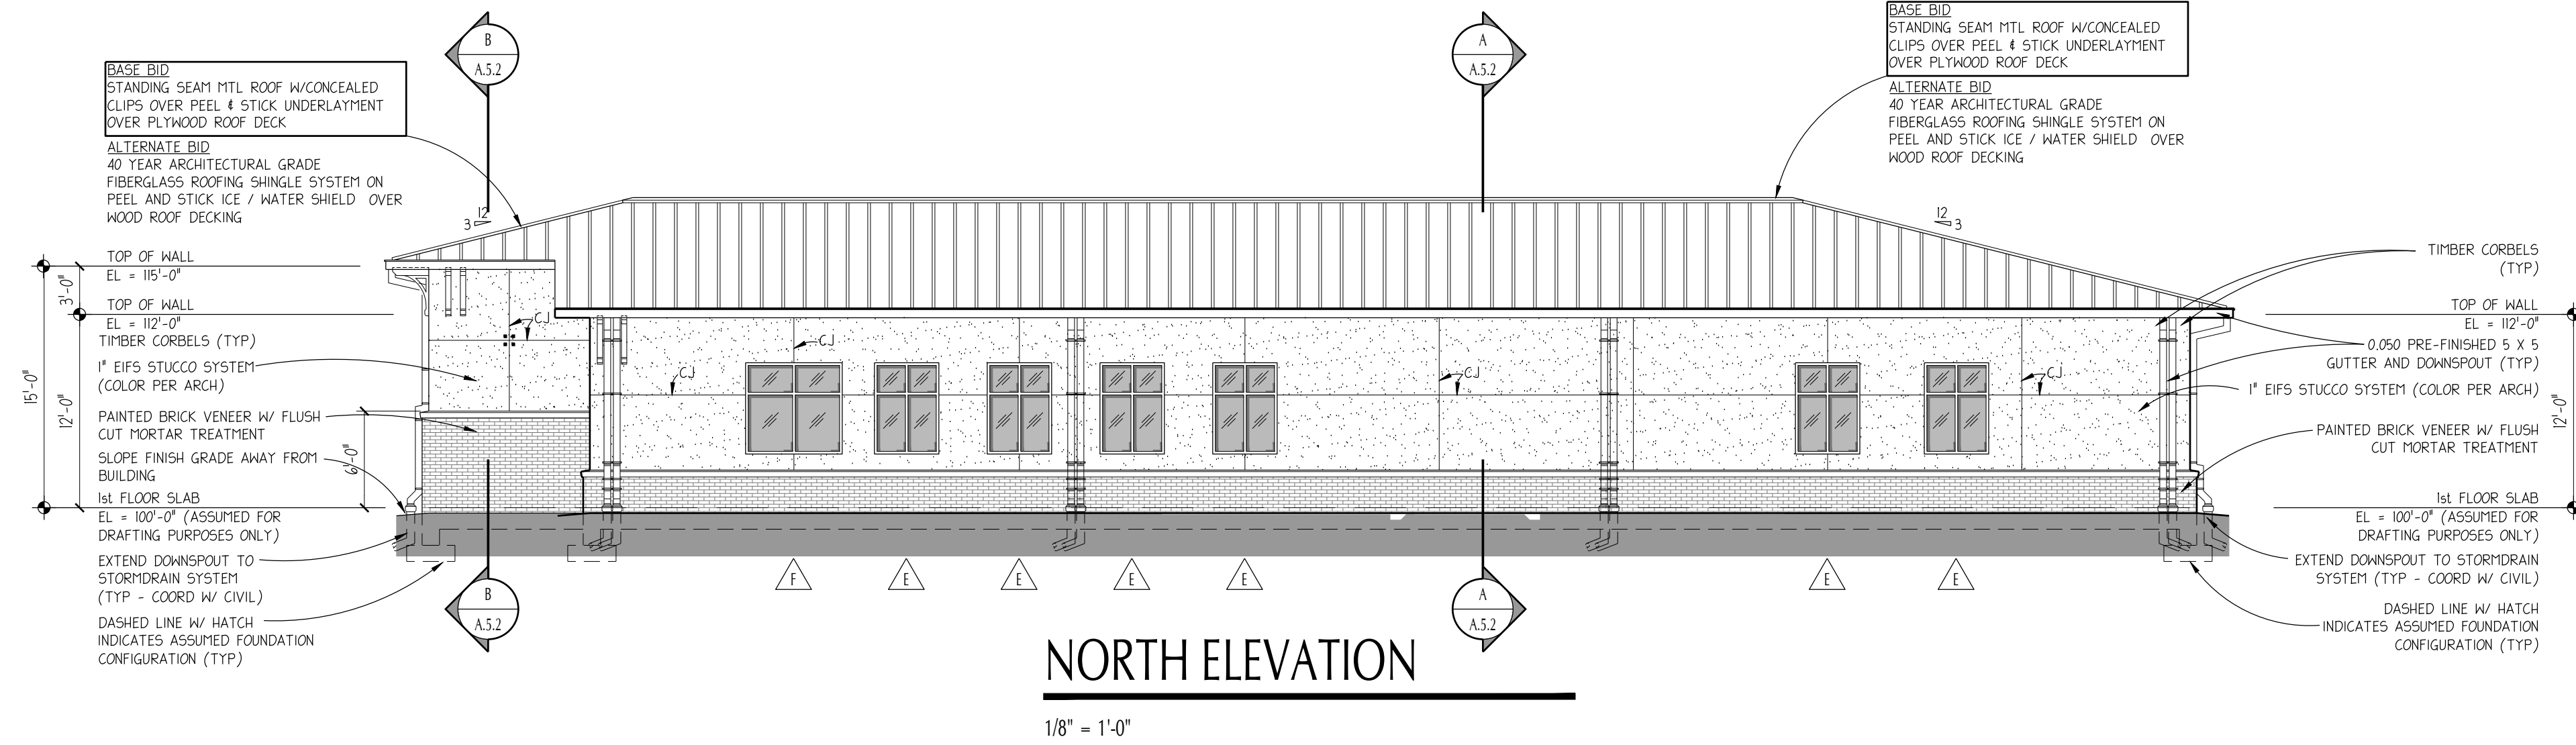 B
A.5.2
A
A.5.2
BASE BID
STANDING SEAM MTL ROOF W/CONCEALED
CLIPS OVER PEEL & STICK UNDERLAYMENT
OVER PLYWOOD ROOF DECK
ALTERNATE BID
40 YEAR ARCHITECTURAL GRADE
FIBERGLASS ROOFING SHINGLE SYSTEM ON
PEEL AND STICK ICE / WATER SHIELD OVER
WOOD ROOF DECKING
BASE BID
STANDING SEAM MTL ROOF W/CONCEALED
CLIPS OVER PEEL & STICK UNDERLAYMENT
OVER PLYWOOD ROOF DECK
ALTERNATE BID
40 YEAR ARCHITECTURAL GRADE
FIBERGLASS ROOFING SHINGLE SYSTEM ON
PEEL AND STICK ICE / WATER SHIELD OVER
WOOD ROOF DECKING
12
3
12
3
TOP OF WALL
EL = 115'-0"
TOP OF WALL
EL = 112'-0"
TIMBER CORBELS (TYP)
1" EIFS STUCCO SYSTEM
(COLOR PER ARCH)
PAINTED BRICK VENEER W/ FLUSH
CUT MORTAR TREATMENT
SLOPE FINISH GRADE AWAY FROM
BUILDING
1st FLOOR SLAB
EL = 100'-0" (ASSUMED FOR
DRAFTING PURPOSES ONLY)
EXTEND DOWNSPOUT TO
STORMDRAIN SYSTEM
(TYP - COORD W/ CIVIL)
DASHED LINE W/ HATCH
INDICATES ASSUMED FOUNDATION
CONFIGURATION (TYP)
15'-0"
3'-0"
12'-0"
6'-0"
CJ
CJ
CJ
CJ
CJ
TIMBER CORBELS
(TYP)
TOP OF WALL
EL = 112'-0"
0.050 PRE-FINISHED 5 X 5
GUTTER AND DOWNSPOUT (TYP)
1" EIFS STUCCO SYSTEM (COLOR PER ARCH)
PAINTED BRICK VENEER W/ FLUSH
CUT MORTAR TREATMENT
1st FLOOR SLAB
EL = 100'-0" (ASSUMED FOR
DRAFTING PURPOSES ONLY)
EXTEND DOWNSPOUT TO STORMDRAIN
SYSTEM (TYP - COORD W/ CIVIL)
DASHED LINE W/ HATCH
INDICATES ASSUMED FOUNDATION
CONFIGURATION (TYP)
12'-0"
F
E
E
E
E
E
E
B
A.5.2
A
A.5.2
NORTH ELEVATION
1/8" = 1'-0"